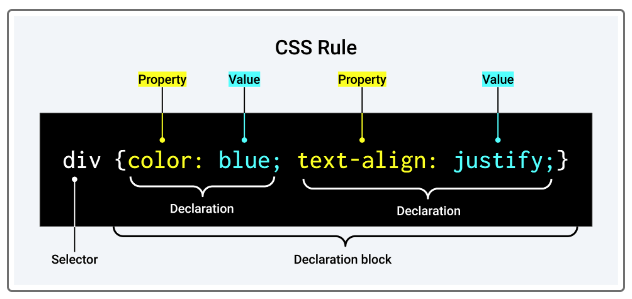 CSS Rule
Property Value Property Value
div {color: blue; text-align: justify;}
Declaration Declaration
Selector Declaration block